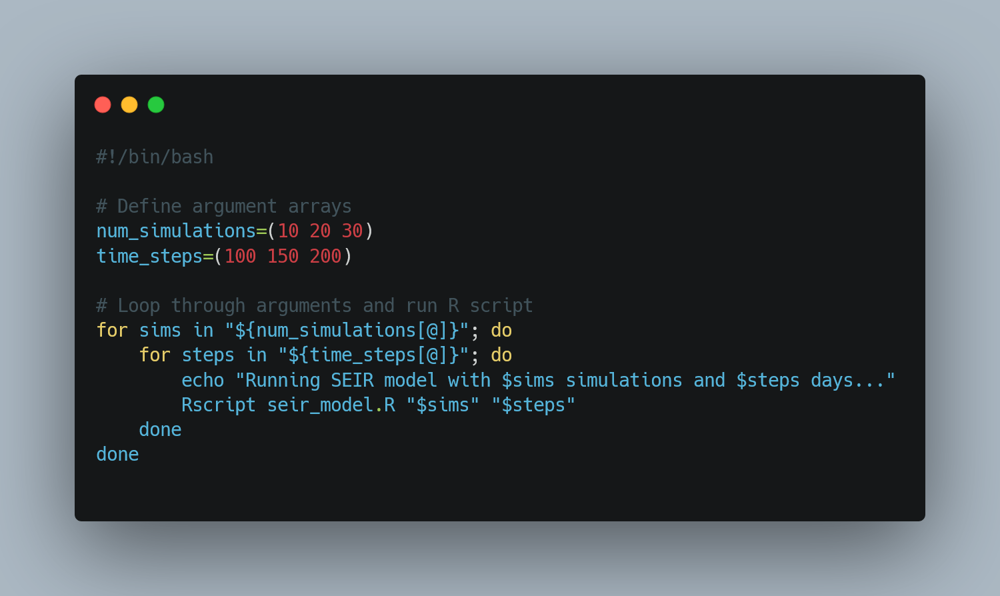 #!/bin/bash

# Define argument arrays
num_simulations=(10 20 30)
time_steps=(100 150 200)

# Loop through arguments and run R script
for sims in "${num_simulations[@]}"; do
    for steps in "${time_steps[@]}"; do
        echo "Running SEIR model with $sims simulations and $steps days..."
        Rscript seir_model.R "$sims" "$steps"
    done
done